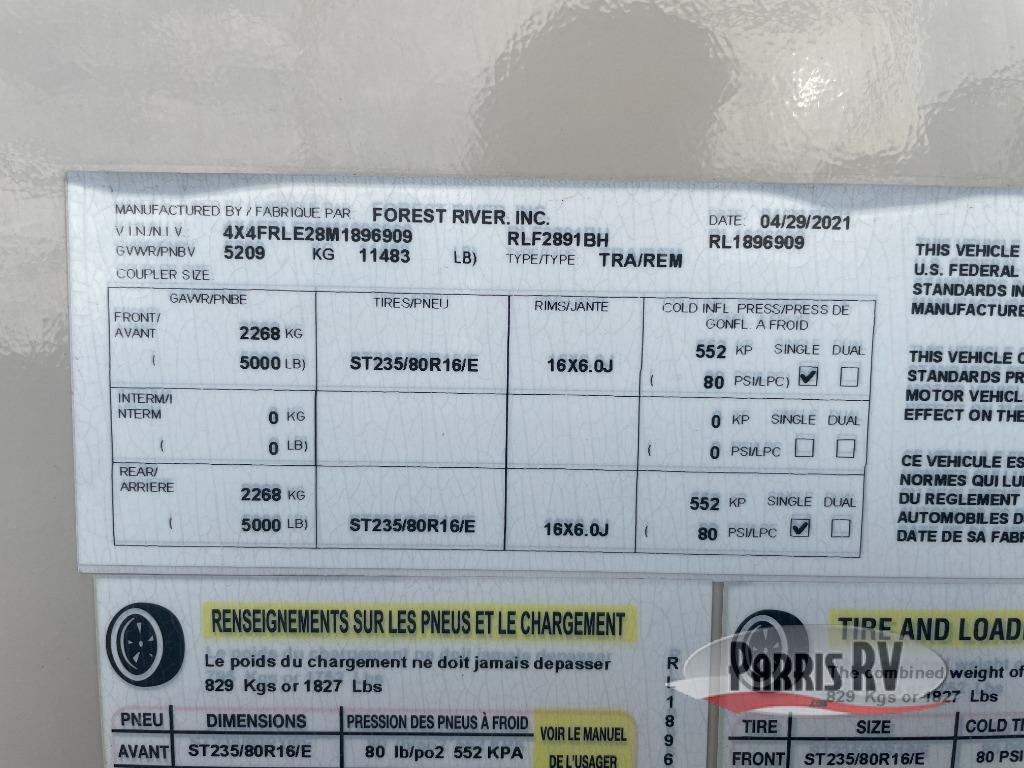 MANUFACTURED BY / FABRIQUE PAR FOREST RIVER. INC. DATE: 04/29/2021
V I N./N.I V. 4X4FRLE28M1896909 RLF2891BH RL1896909
GVWR/PNBV 5209 KG 11483 LB) TYPE/TYPE TRA/REM
COUPLER SIZE:
GAWR/PNBE TIRES/PNEU RIMS/JANTE COLD INFL PRESS/PRESS DE GONFL. A FROID
FRONT/
AVANT 2268 KG 552 KP SINGLE DUAL
( 5000 LB) ST235/80R16/E 16X6.0J ( 80 PSI/LPC)
INTERM/I
NTERM 0 KG 0 KP SINGLE DUAL
( 0 LB) ( 0 PSI/LPC
REAR/
ARRIERE 2268 KG 552 KP SINGLE DUAL
( 5000 LB) ST235/80R16/E 16X6.0J ( 80 PSI/LPC
THIS VEHICLE
U.S. FEDERAL
STANDARDS IN
MANUFACTURE
THIS VEHICLE
STANDARDS PR
MOTOR VEHICL
EFFECT ON THE
CE VEHICULE ES
NORMES QUI LUI
DU REGLEMENT
AUTOMOBILES D
DATE DE SA FABR
RENSEIGNEMENTS SUR LES PNEUS ET LE CHARGEMENT
Le poids du chargement ne doit jamais depasser
829 Kgs or 1827 Lbs
PNEU DIMENSIONS PRESSION DES PNEUS À FROID VOIR LE MANUEL
AVANT ST235/80R16/E 80 lb/po2 552 KPA DE L'USAGER
R L 1 8 9 6
TIRE AND LOADI
The combined weight of
829 Kgs or 1827 Lbs
TIRE SIZE COLD TI
FRONT ST235/80R16/E 80 PSI
PARRIS RV
.com